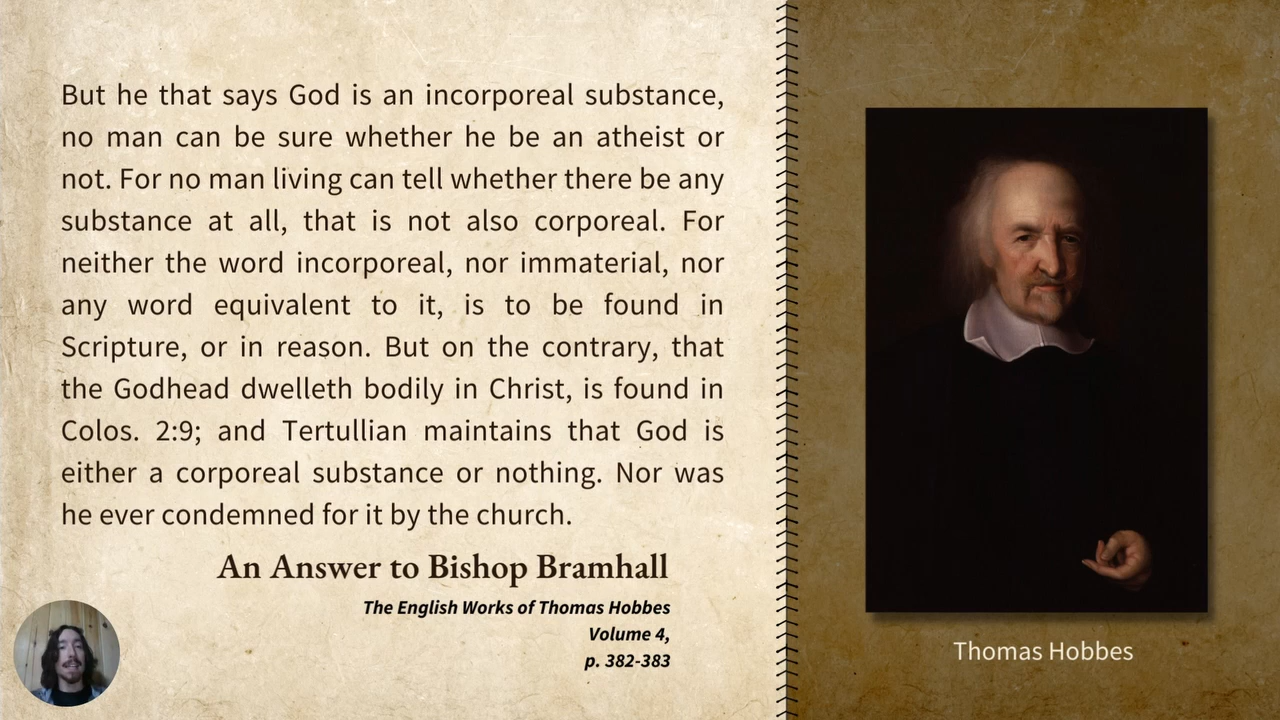 But he that says God is an incorporeal substance,
no man can be sure whether he be an atheist or
not. For no man living can tell whether there be any
substance at all, that is not also corporeal. For
neither the word incorporeal, nor immaterial, nor
any word equivalent to it, is to be found in
Scripture, or in reason. But on the contrary, that
the Godhead dwelleth bodily in Christ, is found in
Colos. 2:9; and Tertullian maintains that God is
either a corporeal substance or nothing. Nor was
he ever condemned for it by the church.
An Answer to Bishop Bramhall
The English Works of Thomas Hobbes
Volume 4,
p. 382-383
Thomas Hobbes